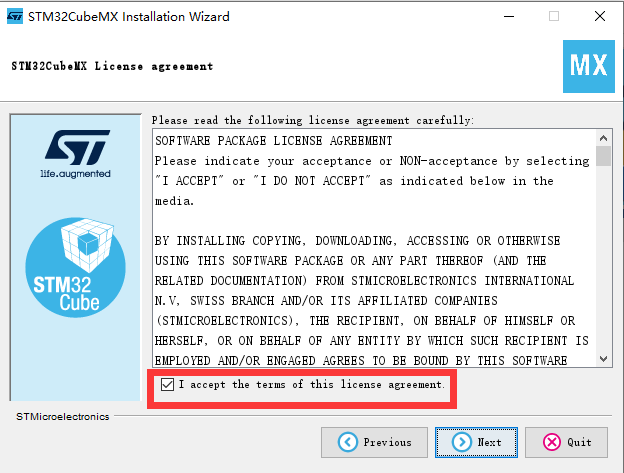 STM32CubeMX Installation Wizard
STM32CubeMX License agreement
MX
ST
life.augmented
STM32
Cube
Please read the following license agreement carefully:
SOFTWARE PACKAGE LICENSE AGREEMENT
Please indicate your acceptance or NON-acceptance by selecting
"I ACCEPT" or "I DO NOT ACCEPT" as indicated below in the
media.
BY INSTALLING COPYING, DOWNLOADING, ACCESSING OR OTHERWISE
USING THIS SOFTWARE PACKAGE OR ANY PART THEREOF (AND THE
RELATED DOCUMENTATION) FROM STMICROELECTRONICS INTERNATIONAL
N.V, SWISS BRANCH AND/OR ITS AFFILIATED COMPANIES
(STMICROELECTRONICS), THE RECIPIENT, ON BEHALF OF HIMSELF OR
HERSELF, OR ON BEHALF OF ANY ENTITY BY WHICH SUCH RECIPIENT IS
EMPLOYED AND/OR ENGAGED AGREES TO BE BOUND BY THIS SOFTWARE
I accept the terms of this license agreement.
STMicroelectronics
Previous
Next
Quit